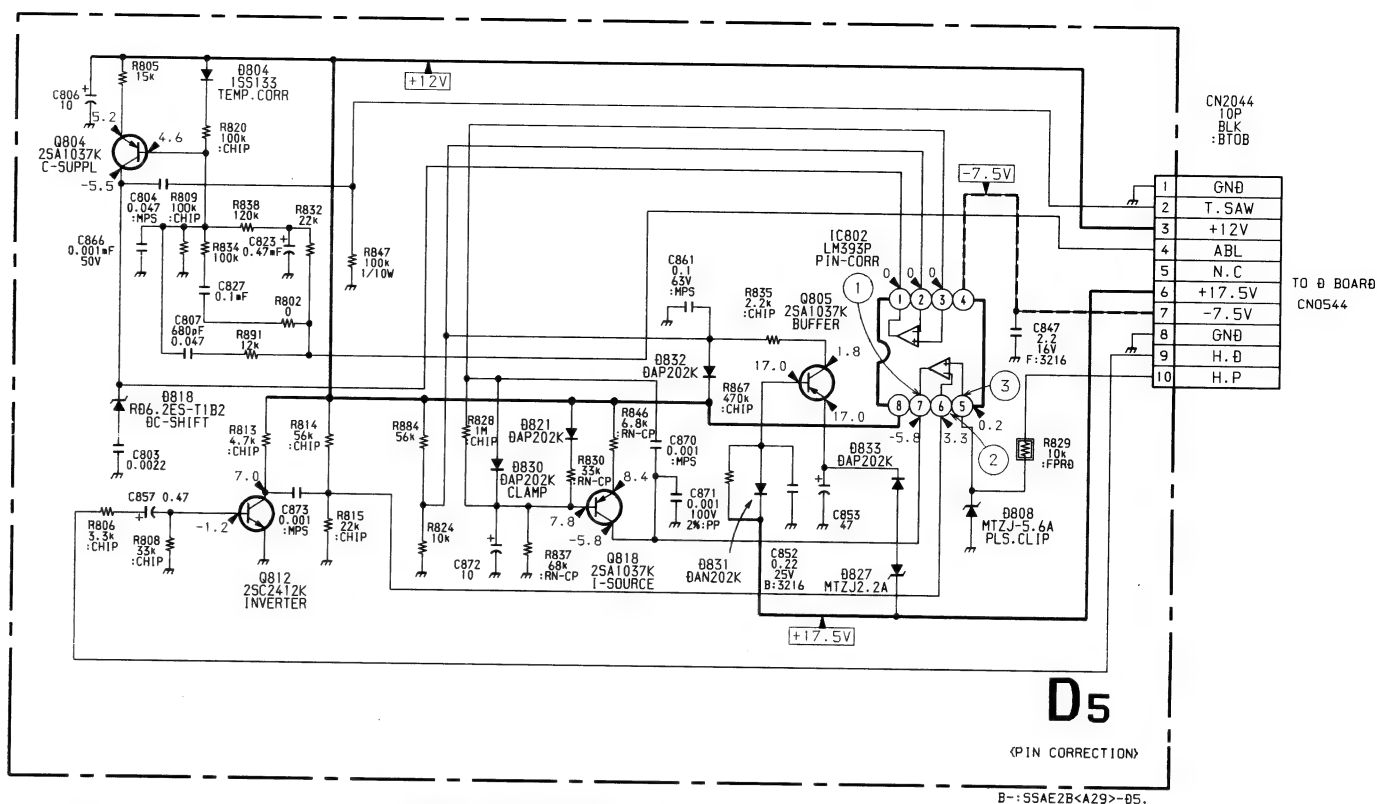 R805
15k
D804
1SS133
TEMP.CORR
+12V
C806
10
5.2
Q804
2SA1037K
C-SUPPL
4.6
-5.5
R820
100k
:CHIP
C804
0.047
:MPS
R809
100k
:CHIP
R838
120k
R832
22k
C866
0.001mF
50V
R834
100k
C823
0.47mF
R847
100k
1/10W
C827
0.1mF
R802
0
C807
680pF
0.047
R891
12k
D818
RD6.2ES-T1B2
DC-SHIFT
C803
0.0022
R813
4.7k
:CHIP
R814
56k
:CHIP
7.0
C857 0.47
R806
3.3k
:CHIP
R808
33k
:CHIP
-1.2
C873
0.001
:MPS
R815
22k
:CHIP
Q812
2SC2412K
INVERTER
R884
56k
R828
1M
:CHIP
D821
DAP202K
R846
6.8k
:RN-CP
D830
DAP202K
CLAMP
R830
33k
:RN-CP
8.4
7.8
-5.8
R824
10k
C872
10
R837
68k
:RN-CP
Q818
2SA1037K
I-SOURCE
C870
0.001
:MPS
C871
0.001
100V
2%:PP
C861
0.1
63V
:MPS
D832
DAP202K
R867
470k
:CHIP
R835
2.2k
:CHIP
Q805
2SA1037K
BUFFER
1.8
17.0
17.0
D831
DAN202K
C852
0.22
25V
B:3216
C853
47
D833
DAP202K
D827
MTZJ2.2A
+17.5V
-7.5V
IC802
LM393P
PIN-CORR
0 0 0
1 2 3 4
1
8 7 6 5
-5.8
3.3
0.2
2
3
C847
2.2
16V
F:3216
R829
10k
:FPRD
D808
MTZJ-5.6A
PLS.CLIP
CN2044
10P
BLK
:BTOB
1 GND
2 T.SAW
3 +12V
4 ABL
5 N.C
6 +17.5V
7 -7.5V
8 GND
9 H.D
10 H.P
TO D BOARD
CN0544
D5
<PIN CORRECTION>
B-:SSAE2B<A29>-D5.